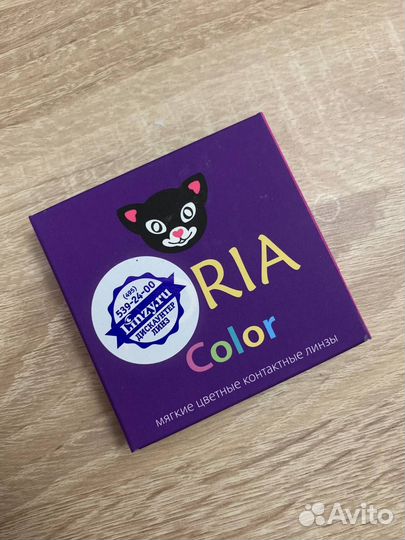 RIA
Color
мягкие цветные контактные линзы
(495)
539-24-00
Linzy.ru
ДИСКАУНТЕР
ЛИНЗ
Avito